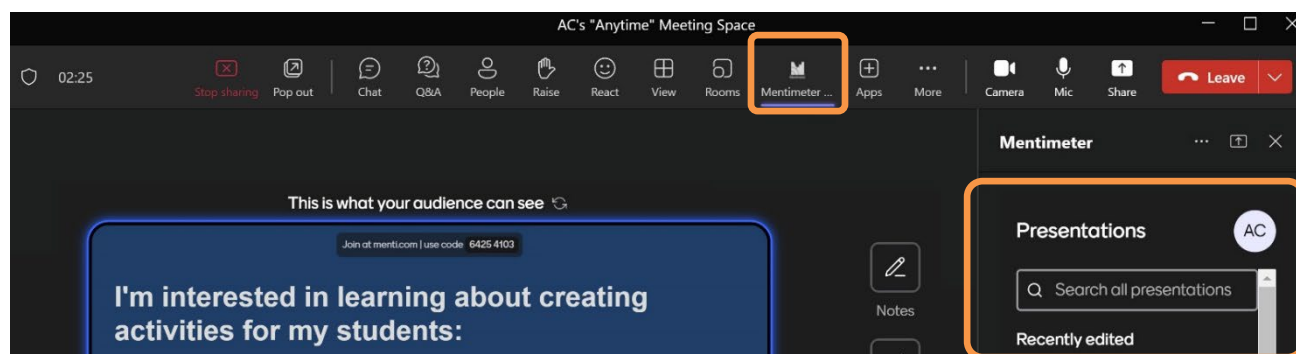 AC's "Anytime" Meeting Space
02:25
Stop sharing Pop out Chat Q&A People Raise React View Rooms Mentimeter ... Apps More Camera Mic Share Leave
Mentimeter
This is what your audience can see
Join at menti.com | use code 6425 4103
I'm interested in learning about creating
activities for my students:
Notes
Presentations AC
Search all presentations
Recently edited